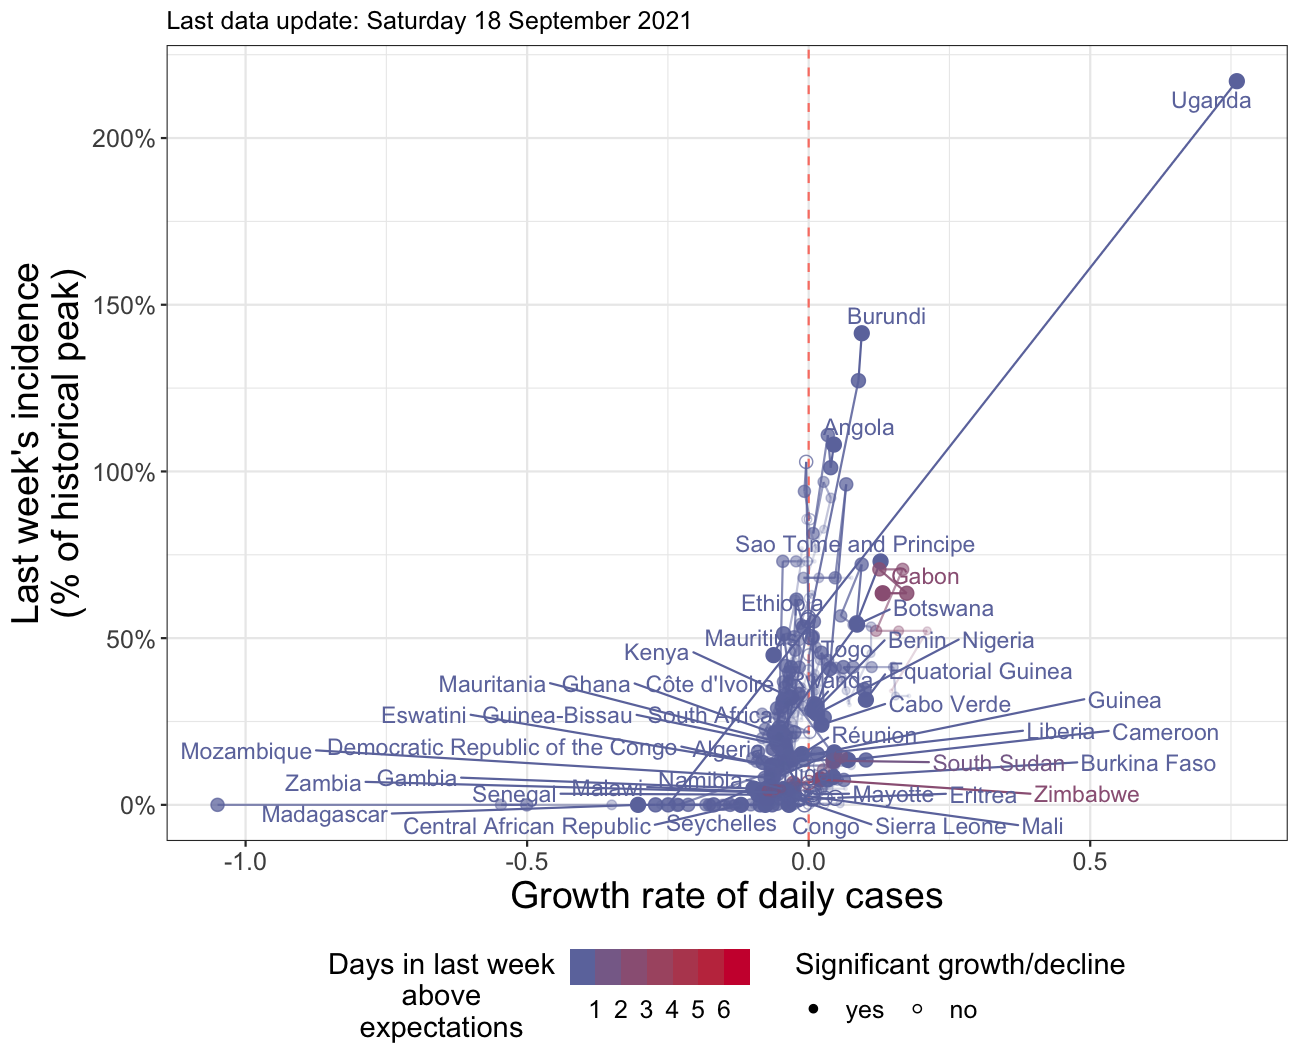 Last data update: Saturday 18 September 2021
Last week's incidence
(% of historical peak)
200%
150%
100%
50%
0%
Uganda
Burundi
Angola
Sao Tome and Principe
Gabon
Ethiopia
Botswana
Mauritius
Togo
Benin
Nigeria
Kenya
Rwanda
Equatorial Guinea
Mauritania
Ghana
Côte d'Ivoire
Cabo Verde
Guinea
Eswatini
Guinea-Bissau
South Africa
Réunion
Liberia
Cameroon
Mozambique
Democratic Republic of the Congo
Algeria
South Sudan
Burkina Faso
Zambia
Gambia
Namibia
Senegal
Malawi
Mayotte
Eritrea
Zimbabwe
Madagascar
Central African Republic
Seychelles
Congo
Sierra Leone
Mali
-1.0
-0.5
0.0
0.5
Growth rate of daily cases
Days in last week
above
expectations
1 2 3 4 5 6
Significant growth/decline
yes
no